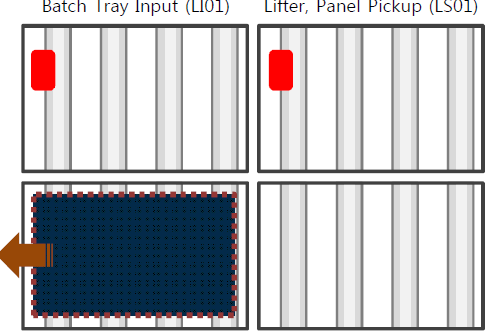 Batch Tray Input (LI01)
Lifter, Panel Pickup (LS01)